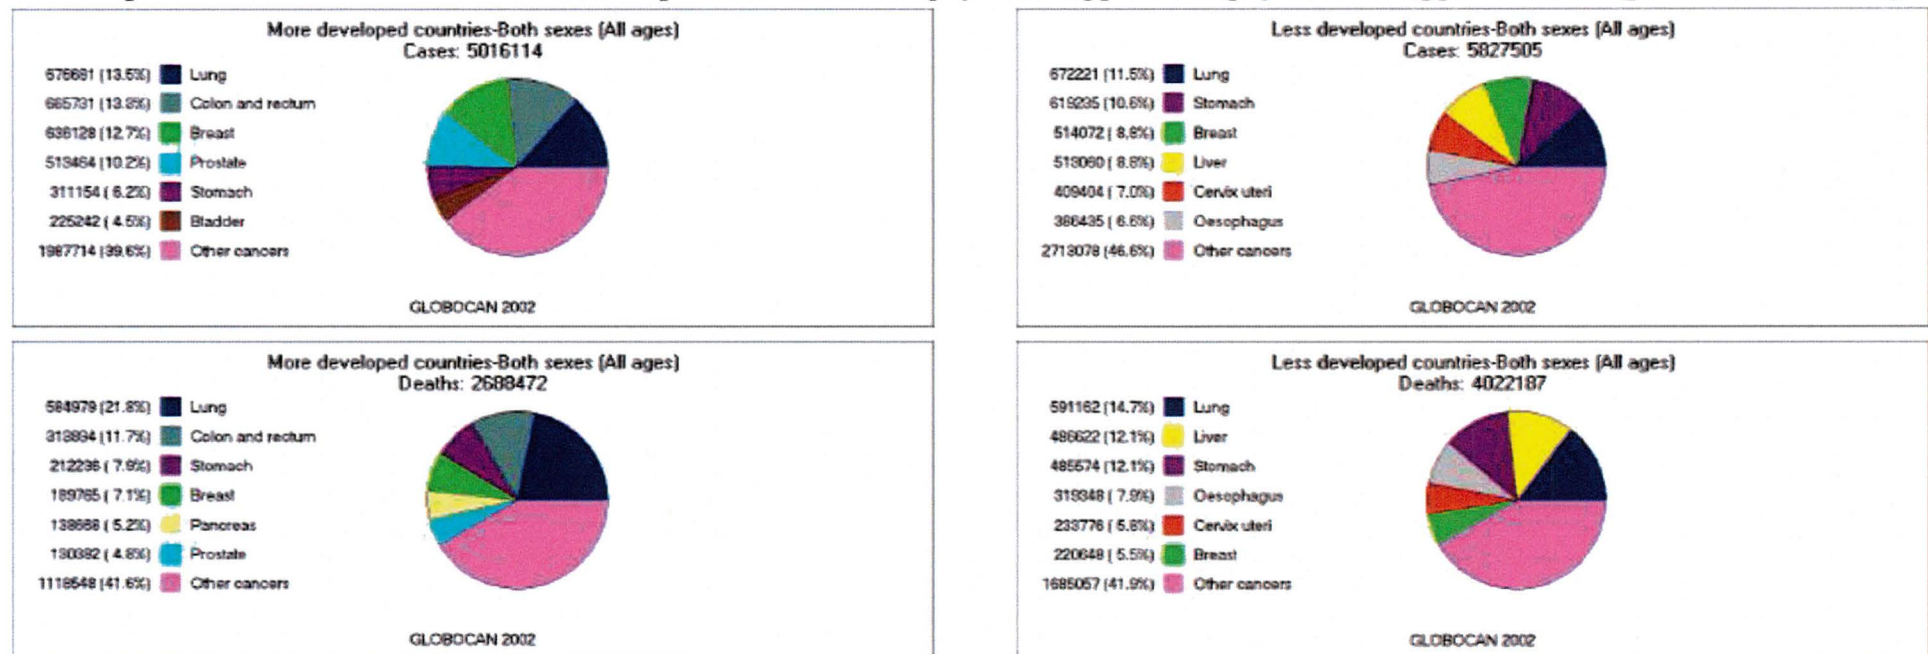 More developed countries-Both sexes (All ages)
Cases: 5016114
676681 (13.5%) Lung
665731 (13.3%) Colon and rectum
636128 (12.7%) Breast
513464 (10.2%) Prostate
311154 ( 6.2%) Stomach
225242 ( 4.5%) Bladder
1987714 (39.6%) Other cancers
GLOBOCAN 2002
Less developed countries-Both sexes (All ages)
Cases: 5827505
672221 (11.5%) Lung
619235 (10.6%) Stomach
514072 ( 8.8%) Breast
513060 ( 8.8%) Liver
409404 ( 7.0%) Cervix uteri
386435 ( 6.6%) Oesophagus
2713078 (46.6%) Other cancers
GLOBOCAN 2002
More developed countries-Both sexes (All ages)
Deaths: 2688472
584979 (21.8%) Lung
313894 (11.7%) Colon and rectum
212236 ( 7.9%) Stomach
189765 ( 7.1%) Breast
138668 ( 5.2%) Pancreas
130382 ( 4.8%) Prostate
1118548 (41.6%) Other cancers
GLOBOCAN 2002
Less developed countries-Both sexes (All ages)
Deaths: 4022187
591162 (14.7%) Lung
486622 (12.1%) Liver
485574 (12.1%) Stomach
319348 ( 7.9%) Oesophagus
233776 ( 5.8%) Cervix uteri
220648 ( 5.5%) Breast
1685057 (41.9%) Other cancers
GLOBOCAN 2002